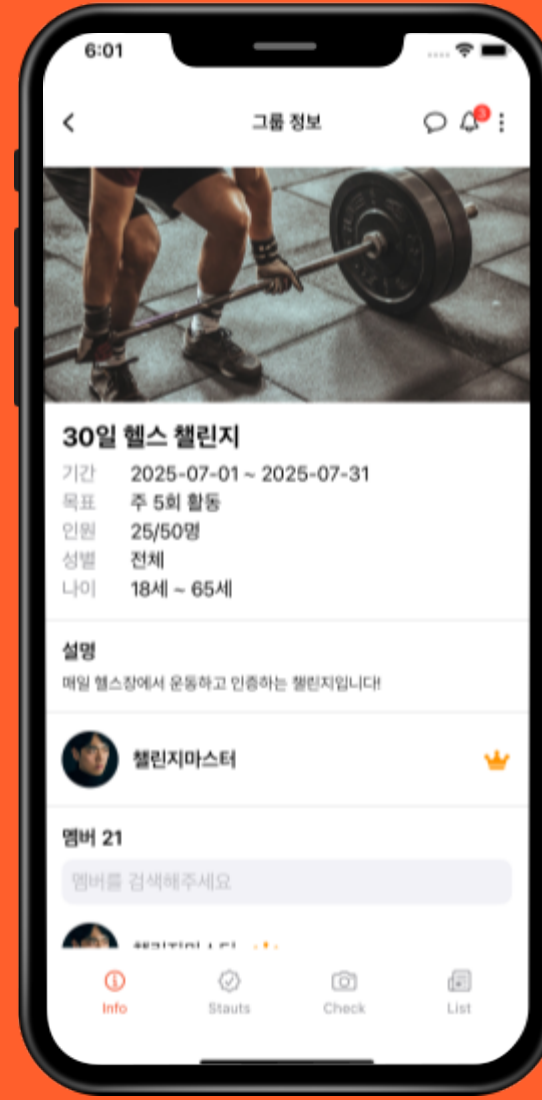 6:01
그룹 정보
3
30일 헬스 챌린지
기간 2025-07-01 ~ 2025-07-31
목표 주 5회 활동
인원 25/50명
성별 전체
나이 18세 ~ 65세
설명
매일 헬스장에서 운동하고 인증하는 챌린지입니다!
챌린지마스터
멤버 21
멤버를 검색해주세요
Info Stauts Check List